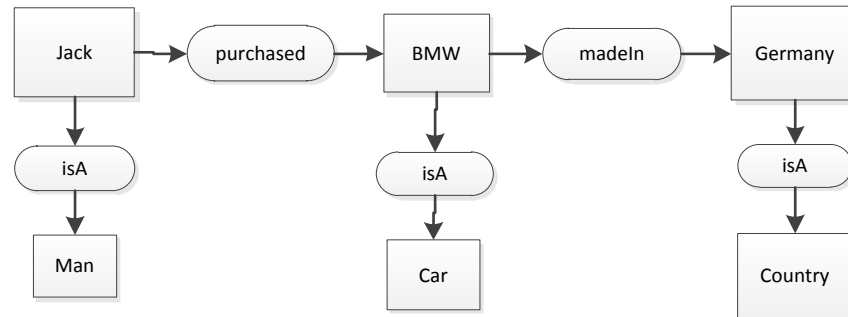 Jack
purchased
BMW
madeIn
Germany
isA
isA
isA
Man
Car
Country